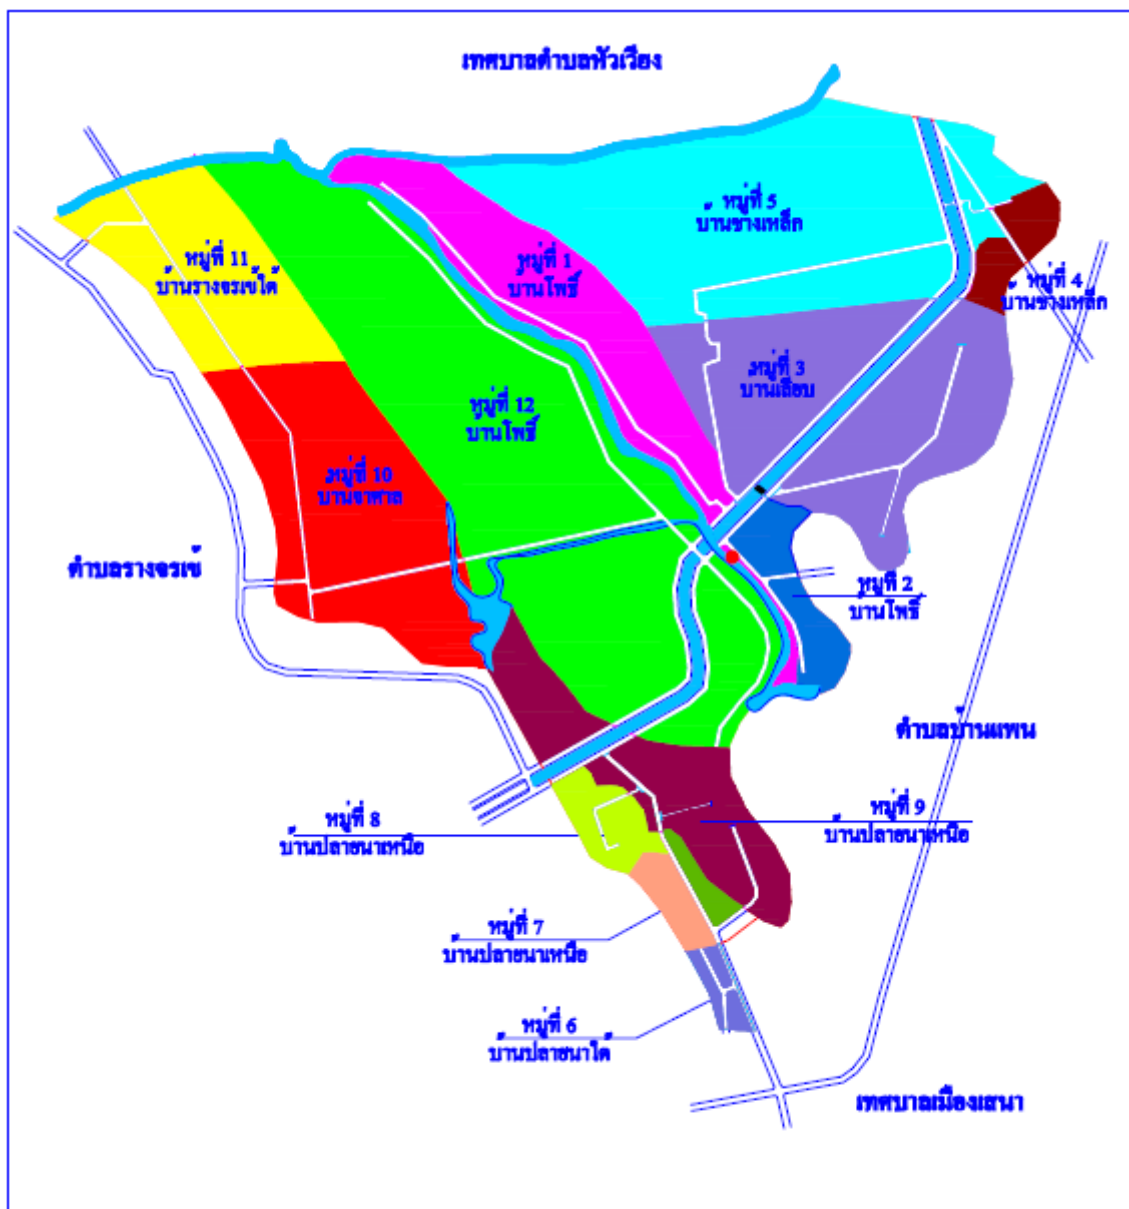 เทศบาลตำบลหัวเวียง
หมู่ที่ 5
บ้านช่างเหล็ก
หมู่ที่ 11
บ้านรางจรเข้ใต้
หมู่ที่ 1
บ้านโพธิ์
หมู่ที่ 4
บ้านช่างเหล็ก
หมู่ที่ 3
บ้านเลียบ
หมู่ที่ 12
บ้านโพธิ์
หมู่ที่ 10
ตำบลรางจรเข้
หมู่ที่ 2
บ้านโพธิ์
ตำบลบ้านแพน
หมู่ที่ 8
บ้านปลายนาเหนือ
หมู่ที่ 9
บ้านปลายนาเหนือ
หมู่ที่ 7
บ้านปลายนาเหนือ
หมู่ที่ 6
บ้านปลายนาใต้
เทศบาลเมืองเสนา